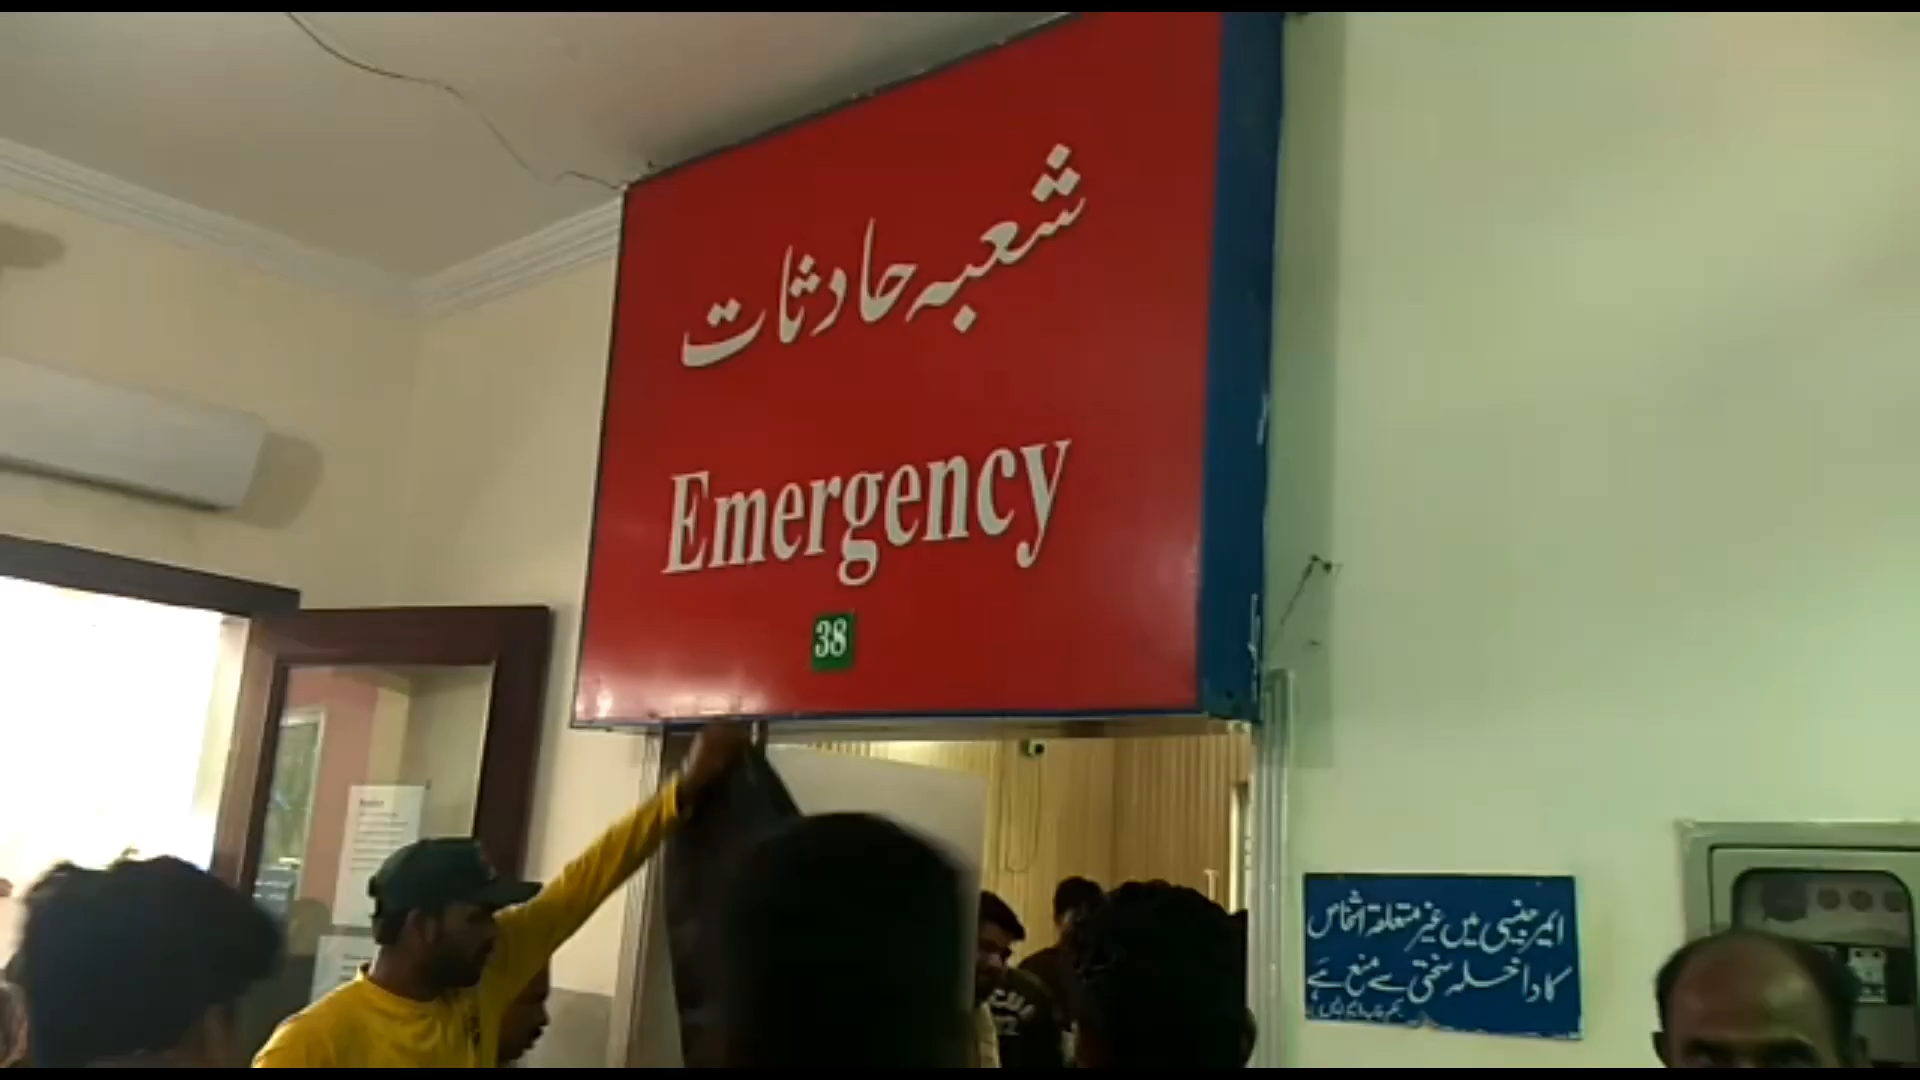 شعبہ حادثات
Emergency
38
ایمرجنسی میں غیر متعلقہ اشخاص
کا داخلہ سختی سے منع ہے